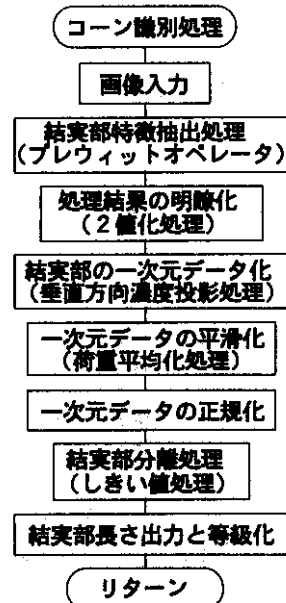 コーン識別処理
画像入力
結実部特徴抽出処理
(プレウィットオペレータ)
処理結果の明瞭化
(2値化処理)
結実部の一次元データ化
(垂直方向濃度投影処理)
一次元データの平滑化
(荷重平均化処理)
一次元データの正規化
結実部分離処理
(しきい値処理)
結実部長さ出力と等級化
リターン